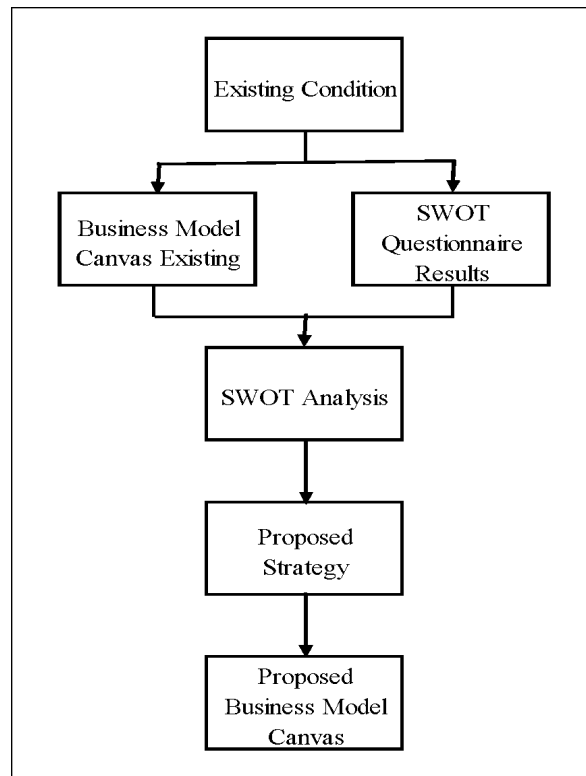 Existing Condition
Business Model
Canvas Existing
SWOT
Questionnaire
Results
SWOT Analysis
Proposed
Strategy
Proposed
Business Model
Canvas